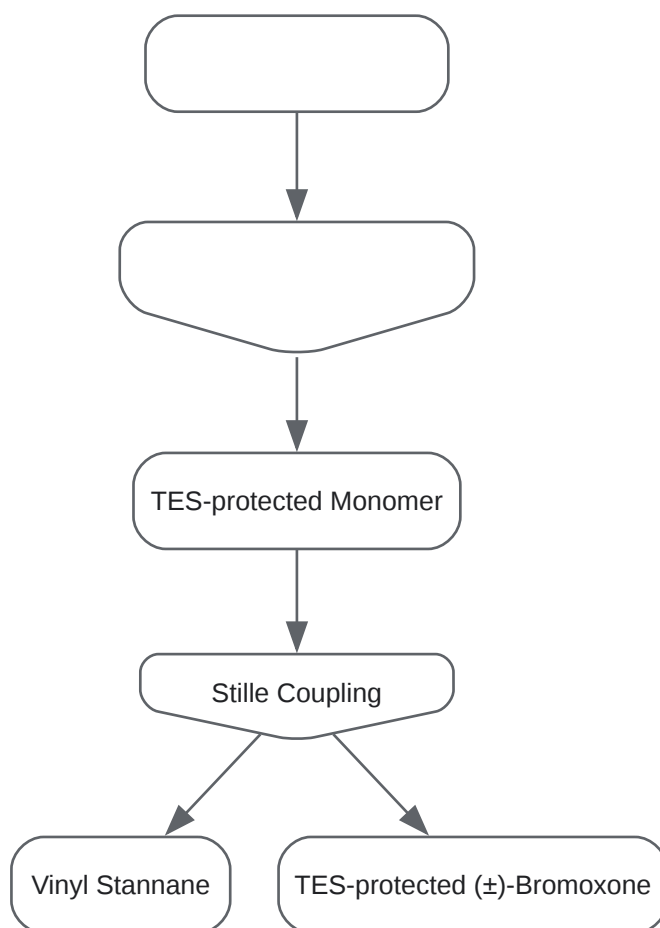 TES-protected Monomer
Stille Coupling
Vinyl Stannane
TES-protected (±)-Bromoxone